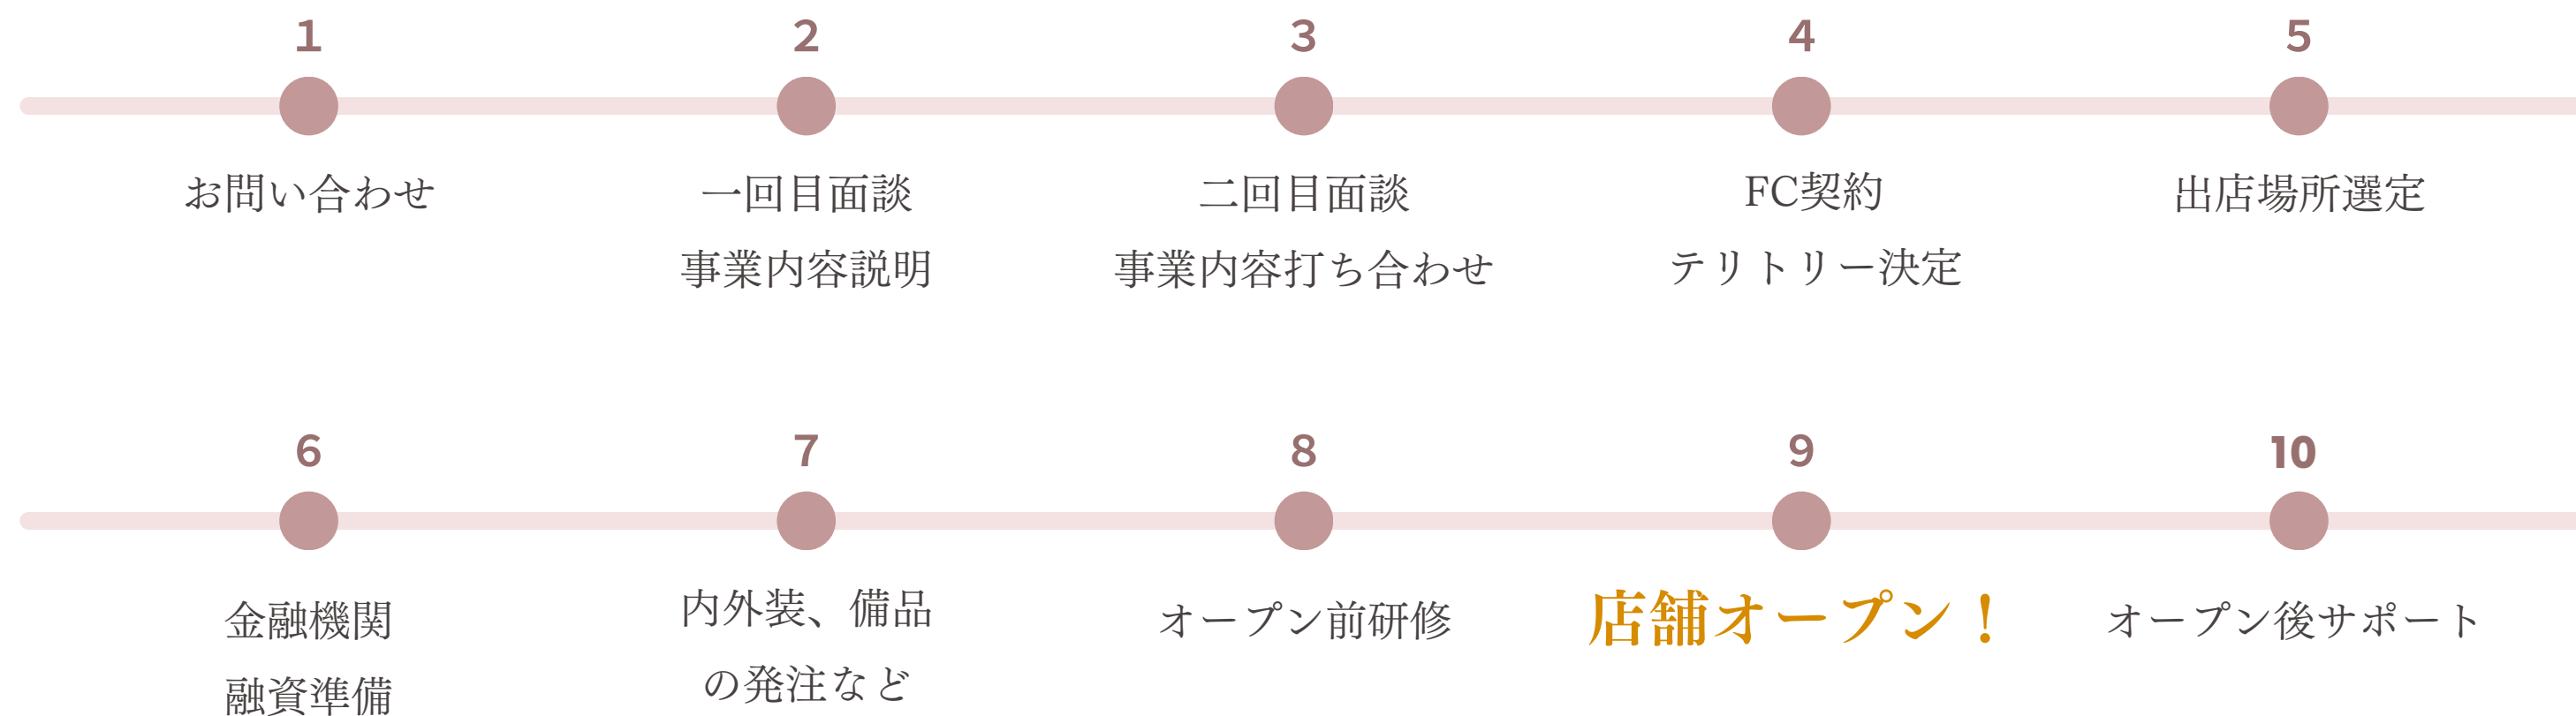 1
お問い合わせ
2
一回目面談
事業内容説明
3
二回目面談
事業内容打ち合わせ
4
FC契約
テリトリー決定
5
出店場所選定
6
金融機関
融資準備
7
内外装、備品
の発注など
8
オープン前研修
9
店舗オープン！
10
オープン後サポート